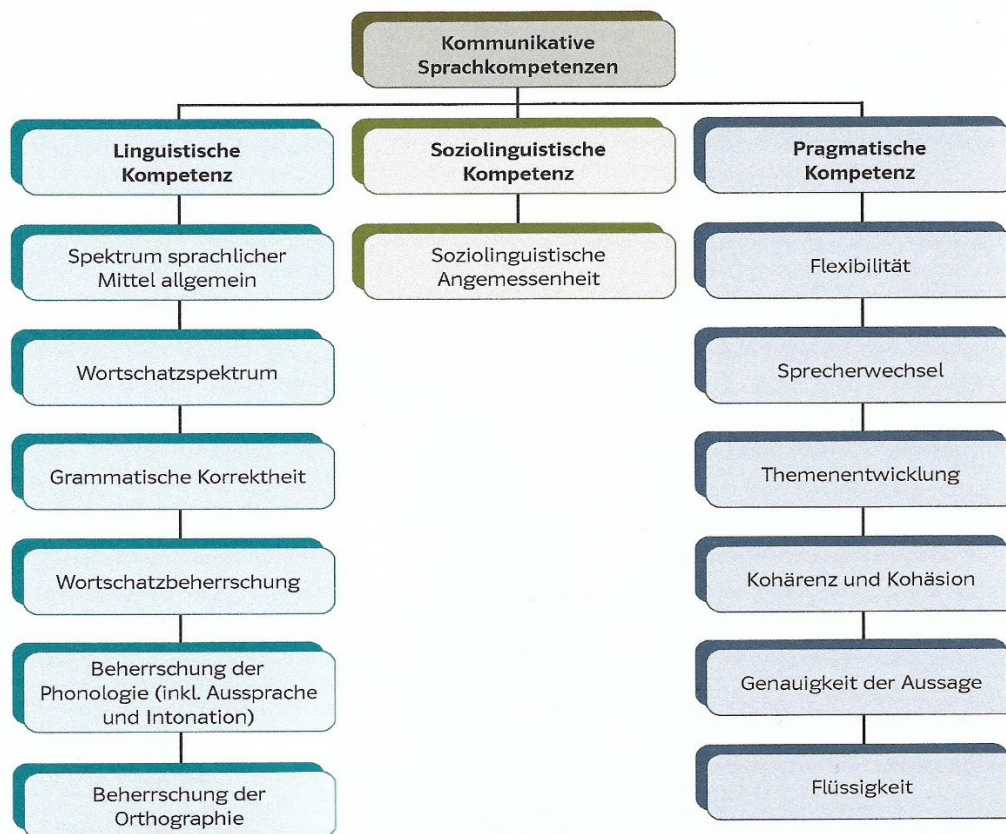 Kommunikative
Sprachkompetenzen
Linguistische
Kompetenz
Spektrum sprachlicher
Mittel allgemein
Wortschatzspektrum
Grammatische Korrektheit
Wortschatzbeherrschung
Beherrschung der
Phonologie (inkl. Aussprache
und Intonation)
Beherrschung der
Orthographie
Soziolinguistische
Kompetenz
Soziolinguistische
Angemessenheit
Pragmatische
Kompetenz
Flexibilität
Sprecherwechsel
Themenentwicklung
Kohärenz und Kohäsion
Genauigkeit der Aussage
Flüssigkeit